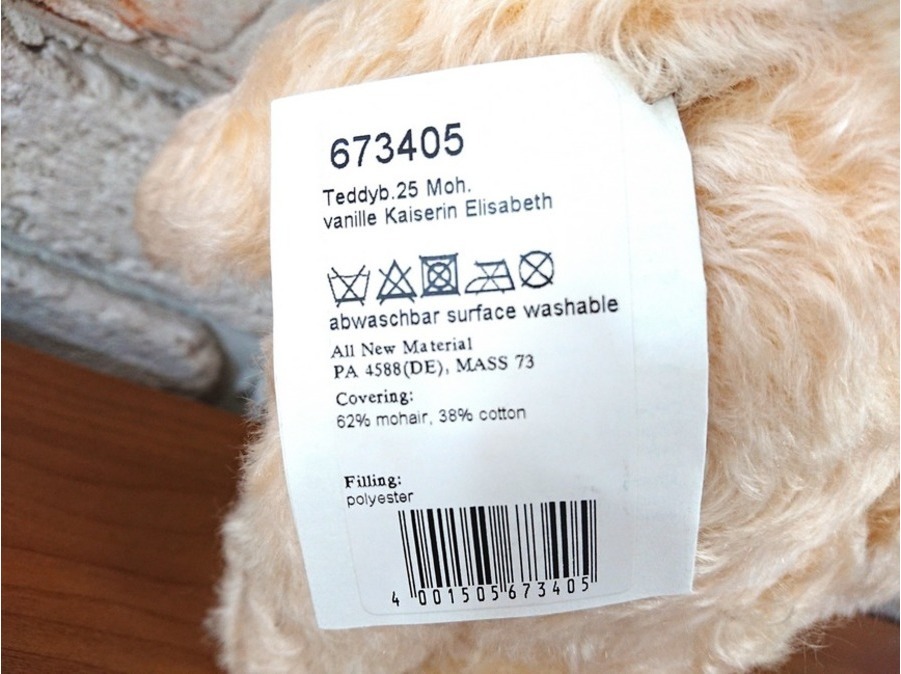 673405
Teddyb.25 Moh.
vanille Kaiserin Elisabeth
abwaschbar surface washable
All New Material
PA 4588(DE), MASS 73
Covering:
62% mohair, 38% cotton
Filling:
polyester
4 001505 673405